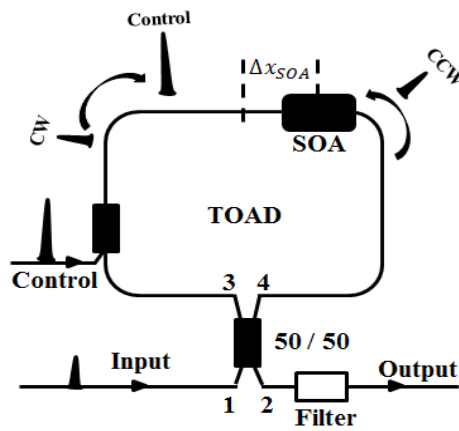 Control
Δx_SOA
CCW
CW
SOA
TOAD
Control
3 4
50 / 50
Input
Output
1 2
Filter